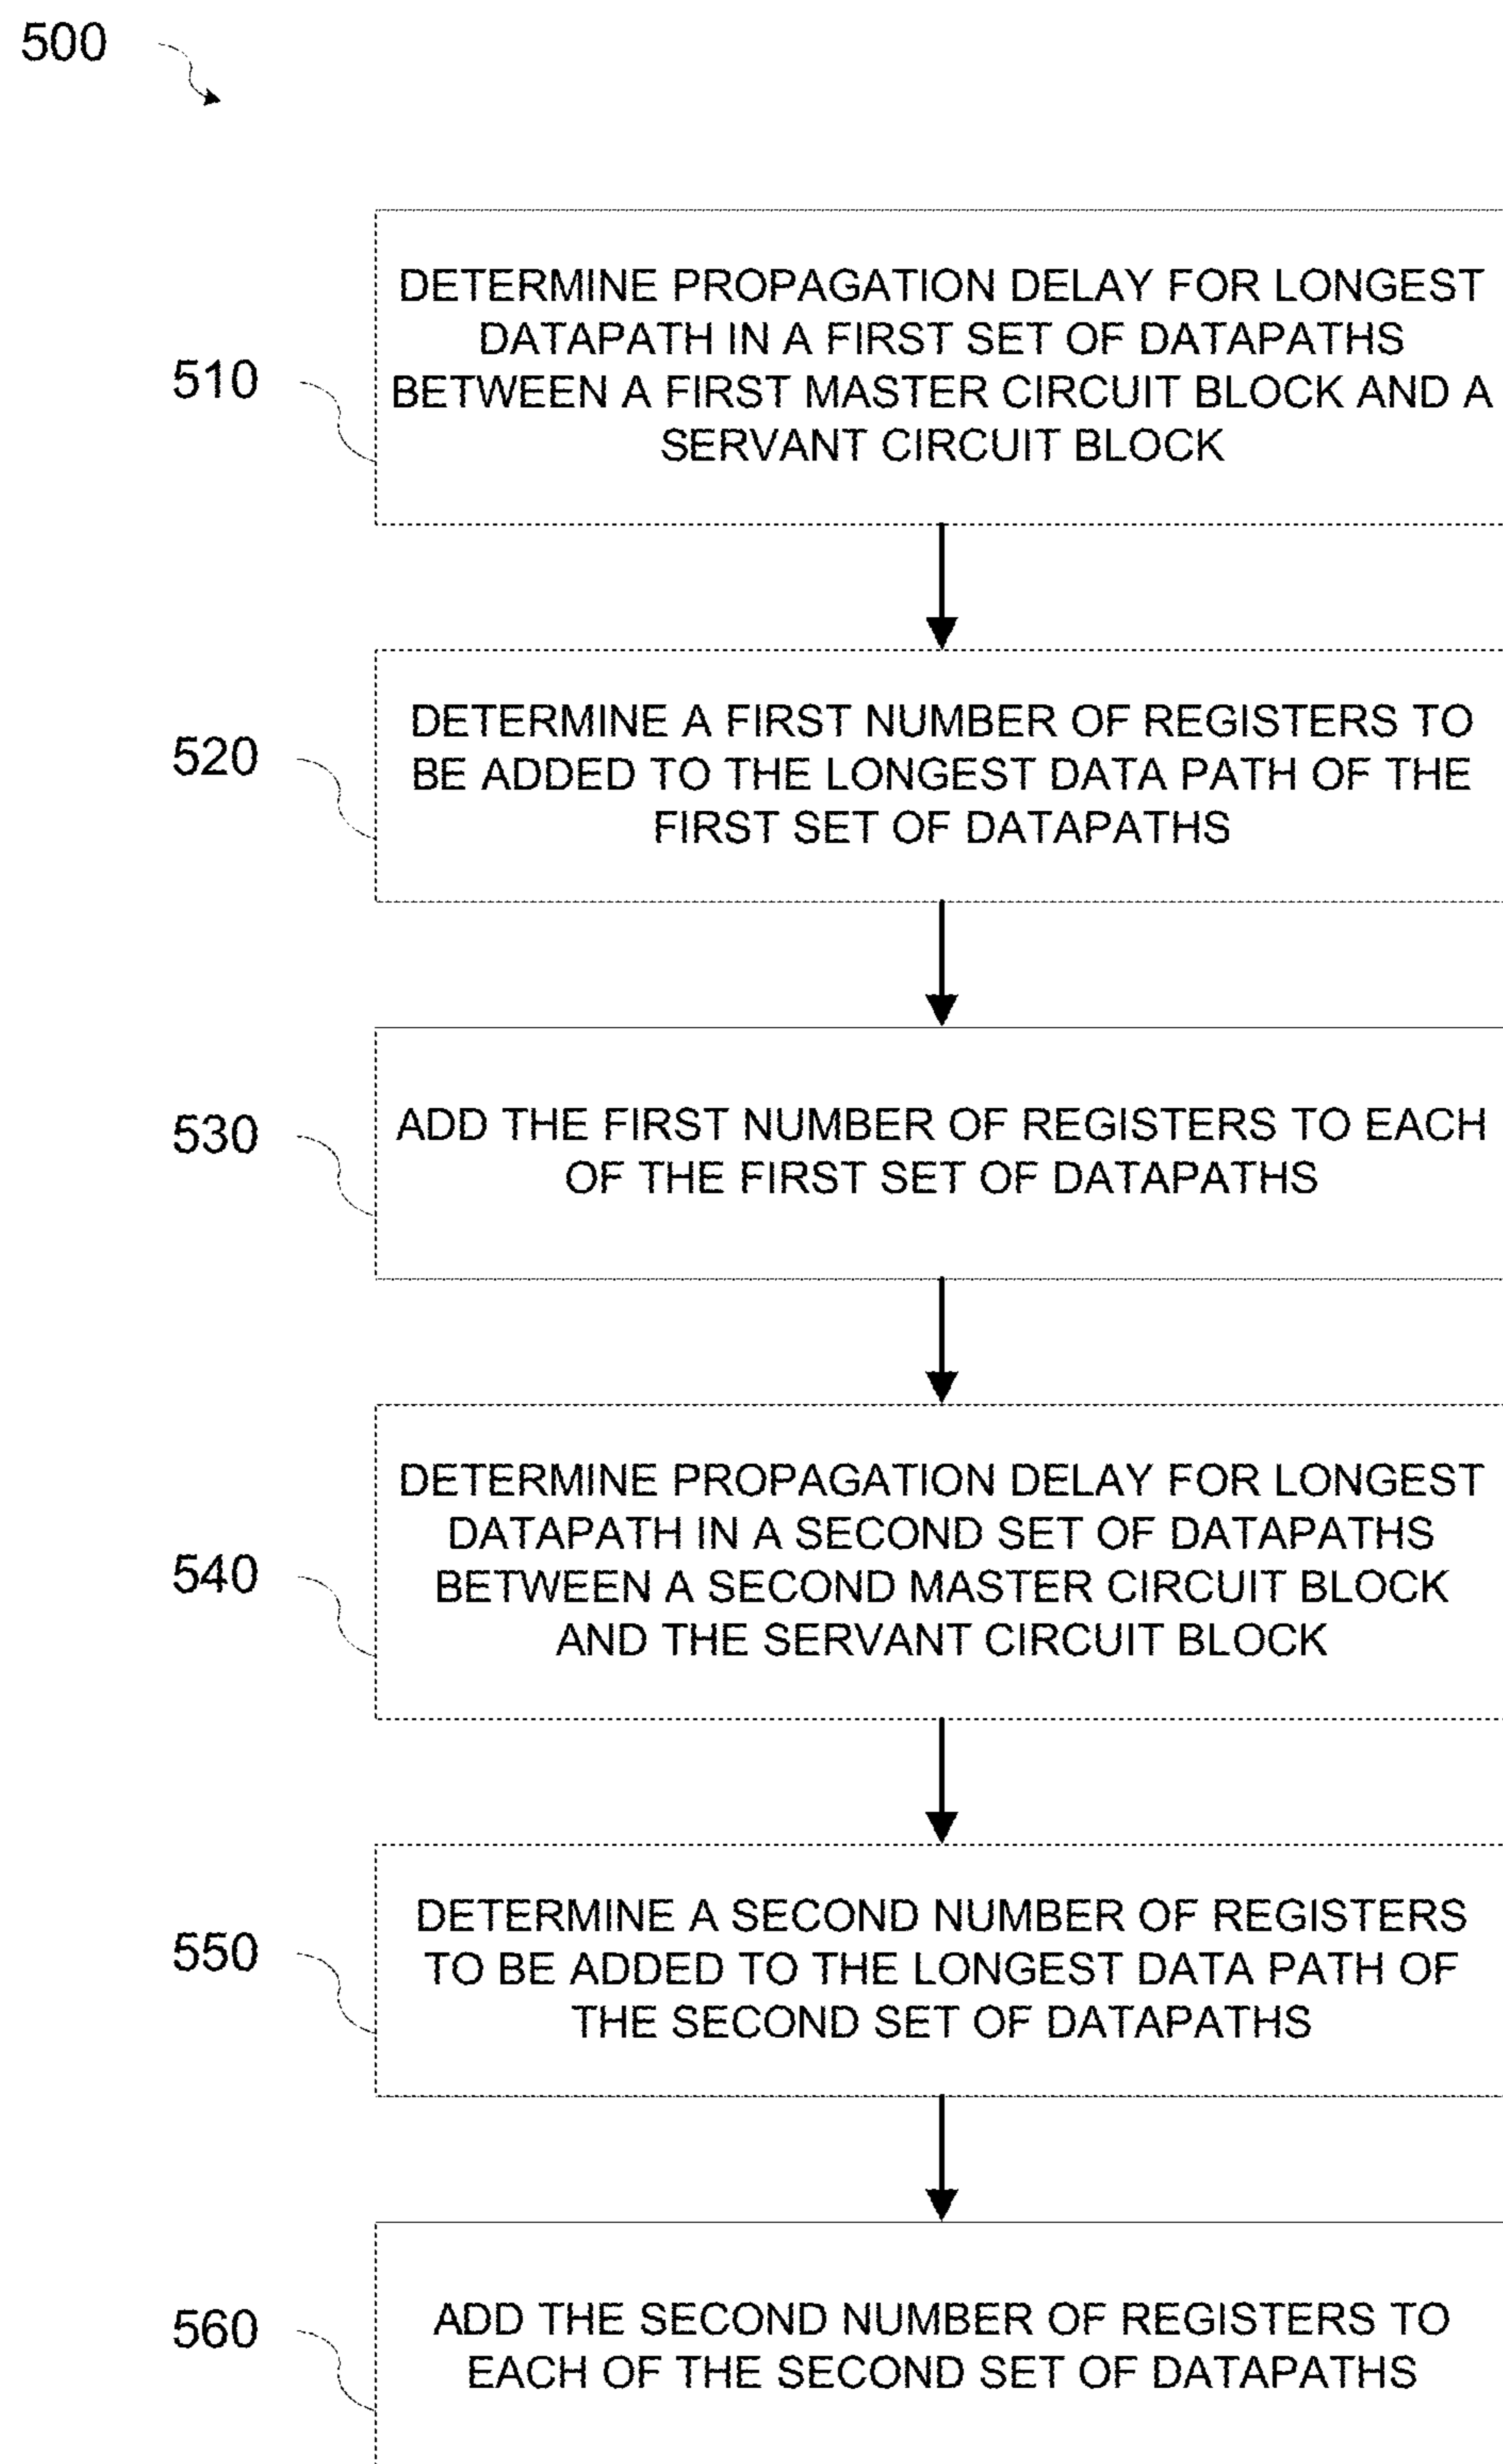 500
510
DETERMINE PROPAGATION DELAY FOR LONGEST
DATAPATH IN A FIRST SET OF DATAPATHS
BETWEEN A FIRST MASTER CIRCUIT BLOCK AND A
SERVANT CIRCUIT BLOCK
520
DETERMINE A FIRST NUMBER OF REGISTERS TO
BE ADDED TO THE LONGEST DATA PATH OF THE
FIRST SET OF DATAPATHS
530
ADD THE FIRST NUMBER OF REGISTERS TO EACH
OF THE FIRST SET OF DATAPATHS
540
DETERMINE PROPAGATION DELAY FOR LONGEST
DATAPATH IN A SECOND SET OF DATAPATHS
BETWEEN A SECOND MASTER CIRCUIT BLOCK
AND THE SERVANT CIRCUIT BLOCK
550
DETERMINE A SECOND NUMBER OF REGISTERS
TO BE ADDED TO THE LONGEST DATA PATH OF
THE SECOND SET OF DATAPATHS
560
ADD THE SECOND NUMBER OF REGISTERS TO
EACH OF THE SECOND SET OF DATAPATHS